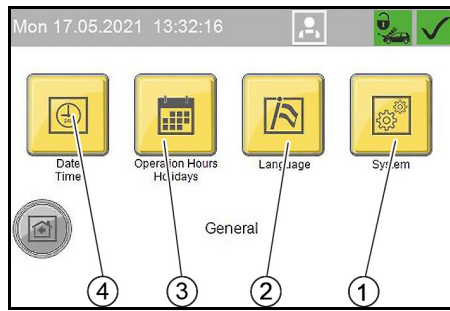 Mon 17.05.2021 13:32:16
Date
Time
Operation Hours
Holidays
Language
System
General
4
3
2
1